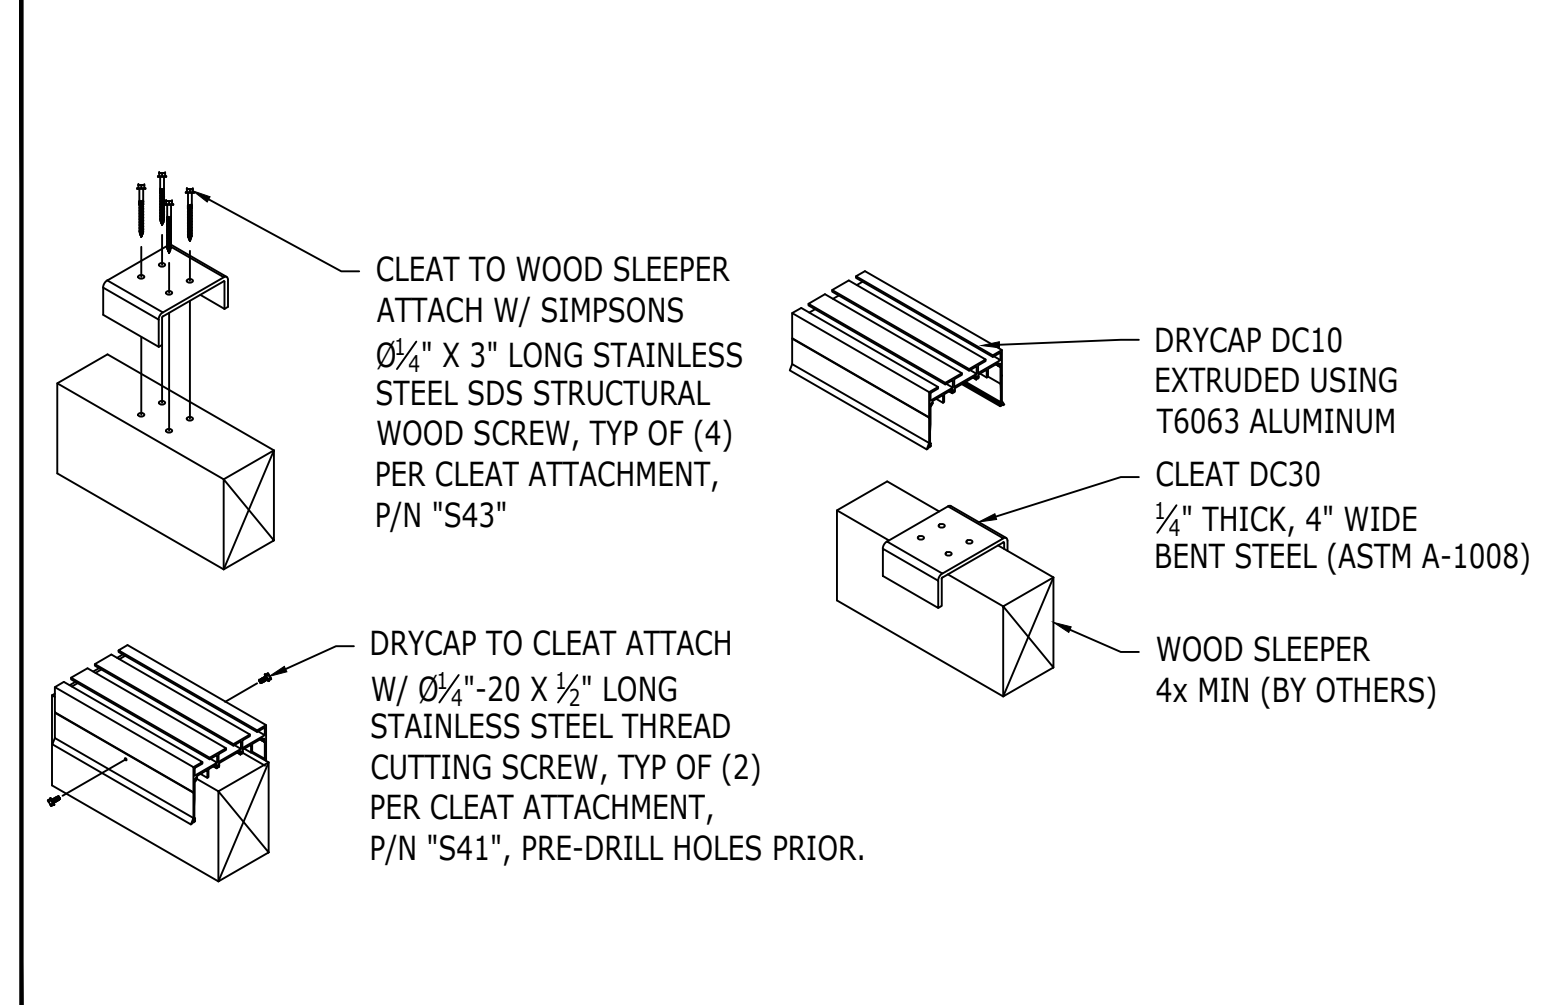 CLEAT TO WOOD SLEEPER
ATTACH W/ SIMPSONS
Ø¼" X 3" LONG STAINLESS
STEEL SDS STRUCTURAL
WOOD SCREW, TYP OF (4)
PER CLEAT ATTACHMENT,
P/N "S43"
DRYCAP TO CLEAT ATTACH
W/ Ø¼"-20 X ½" LONG
STAINLESS STEEL THREAD
CUTTING SCREW, TYP OF (2)
PER CLEAT ATTACHMENT,
P/N "S41", PRE-DRILL HOLES PRIOR.
DRYCAP DC10
EXTRUDED USING
T6063 ALUMINUM
CLEAT DC30
¼" THICK, 4" WIDE
BENT STEEL (ASTM A-1008)
WOOD SLEEPER
4x MIN (BY OTHERS)